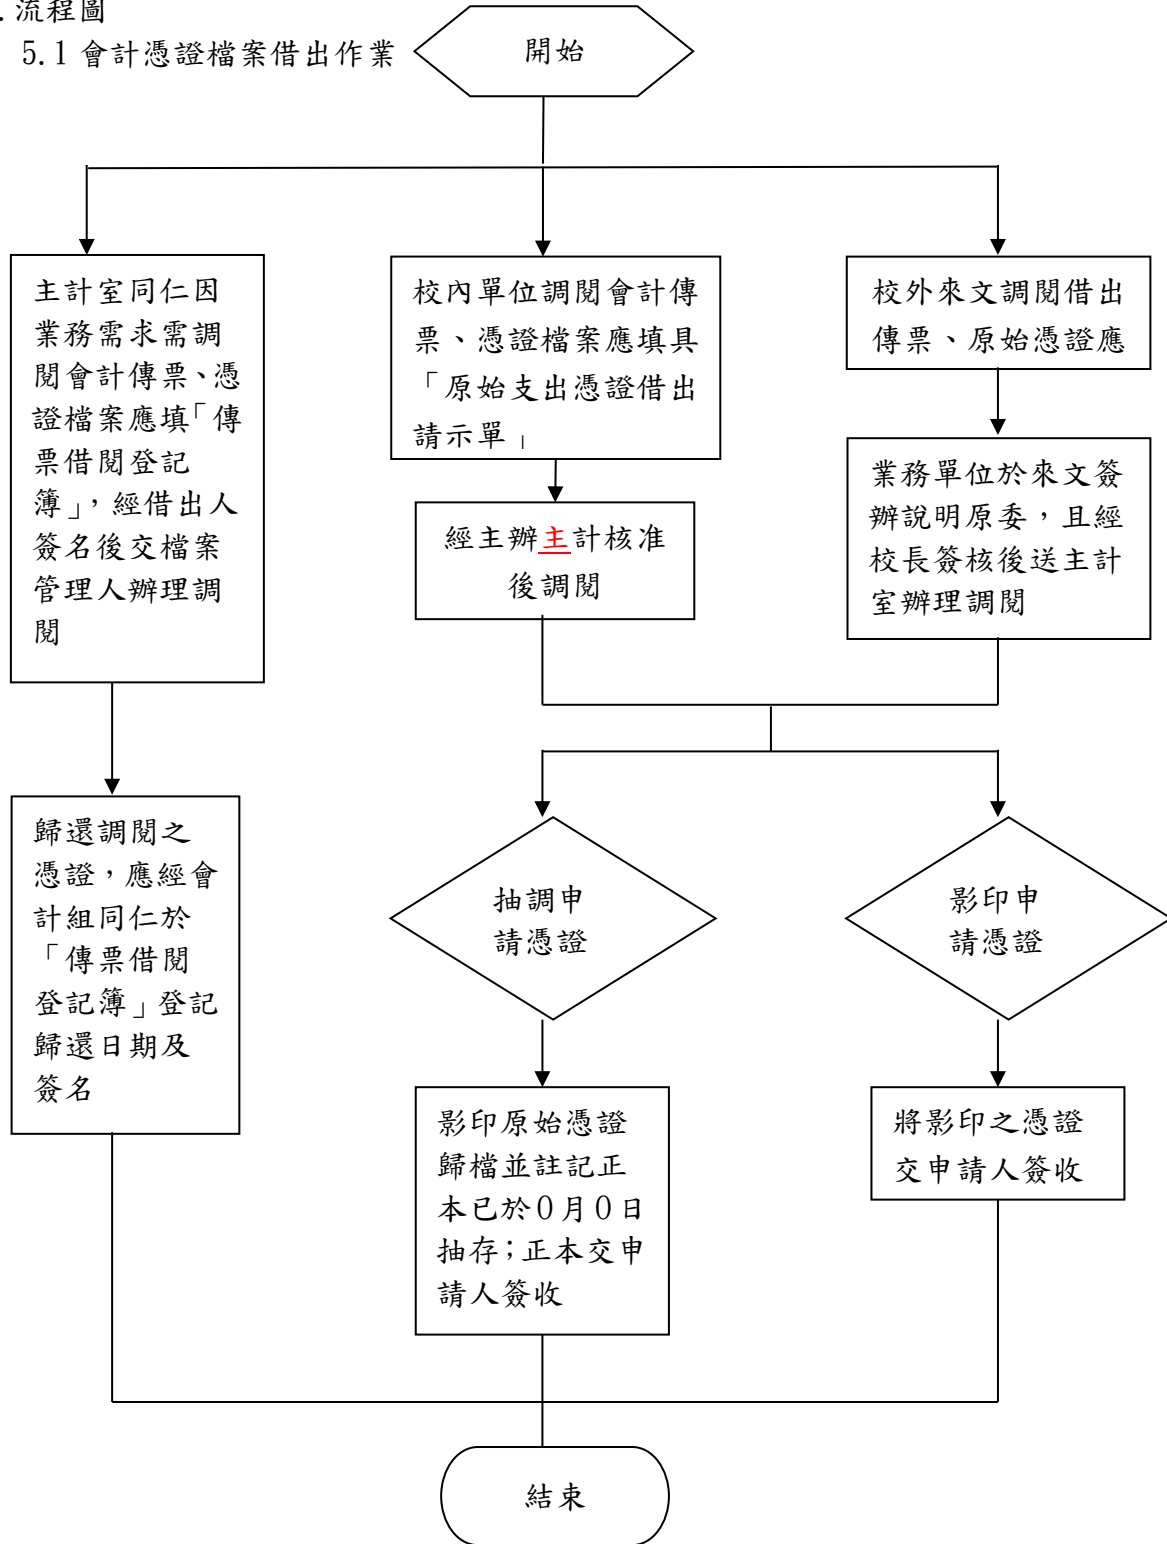 . 流程圖
5.1 會計憑證檔案借出作業
開始
主計室同仁因
業務需求需調
閱會計傳票、憑
證檔案應填「傳
票借閱登記
簿」,經借出人
簽名後交檔案
管理人辦理調
閱
校內單位調閱會計傳
票、憑證檔案應填具
「原始支出憑證借出
請示單」
校外來文調閱借出
傳票、原始憑證應
經主辦主計核准
後調閱
業務單位於來文簽
辦說明原委,且經
校長簽核後送主計
室辦理調閱
歸還調閱之
憑證,應經會
計組同仁於
「傳票借閱
登記簿」登記
歸還日期及
簽名
抽調申
請憑證
影印申
請憑證
影印原始憑證
歸檔並註記正
本已於0月0日
抽存;正本交申
請人簽收
將影印之憑證
交申請人簽收
結束